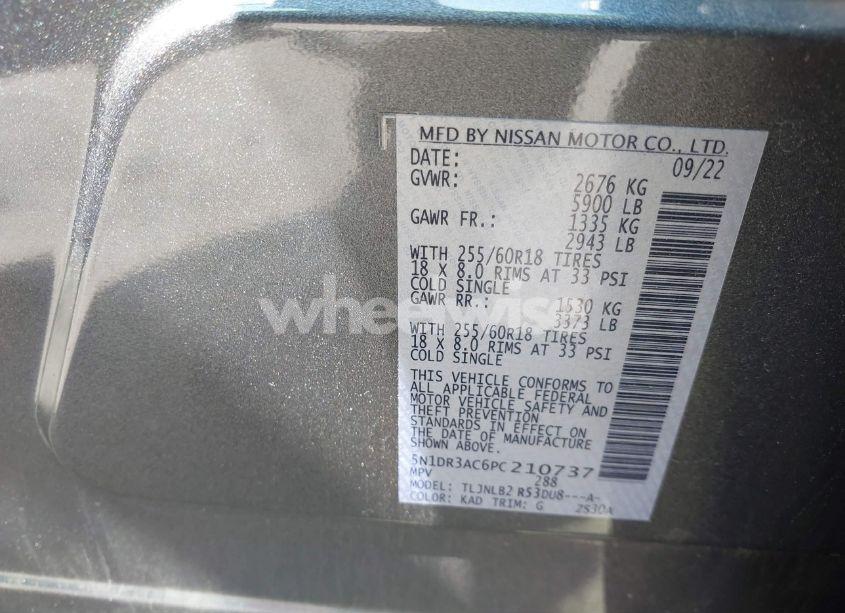 MFD BY NISSAN MOTOR CO., LTD.
DATE: 09/22
GVWR: 2676 KG
5900 LB
GAWR FR.: 1335 KG
2943 LB
WITH 255/60R18 TIRES
18 X 8.0 RIMS AT 33 PSI
COLD SINGLE
GAWR RR.: 1530 KG
3373 LB
WITH 255/60R18 TIRES
18 X 8.0 RIMS AT 33 PSI
COLD SINGLE
THIS VEHICLE CONFORMS TO
ALL APPLICABLE FEDERAL
MOTOR VEHICLE SAFETY AND
THEFT PREVENTION
STANDARDS IN EFFECT ON
THE DATE OF MANUFACTURE
SHOWN ABOVE.
5N1DR3AC6PC210737
MPV 288
MODEL: TLJNLB2 R53DU8---A-
COLOR: KAD TRIM: G 2S30A